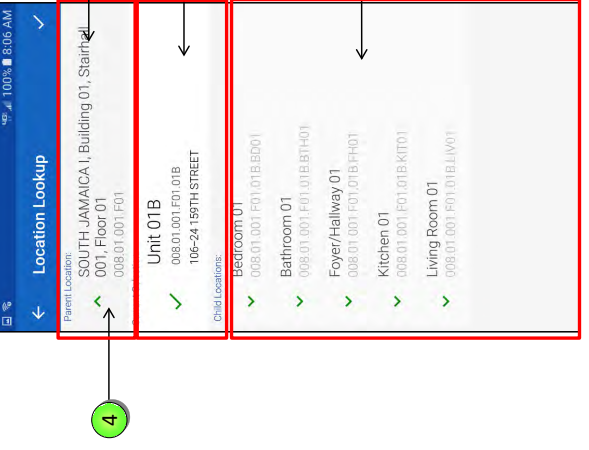 4G 100% 8:06 AM
Location Lookup
Parent Location:
SOUTH JAMAICA I, Building 01, Stairhall
001, Floor 01
008.01.001.F01
Unit 01B
008.01.001.F01.01B
106-24 159TH STREET
Child Locations:
Bedroom 01
008.01.001.F01.01B.BD01
Bathroom 01
008.01.001.F01.01B.BTH01
Foyer/Hallway 01
008.01.001.F01.01B.FH01
Kitchen 01
008.01.001.F01.01B.KIT01
Living Room 01
008.01.001.F01.01B.LIV01
4